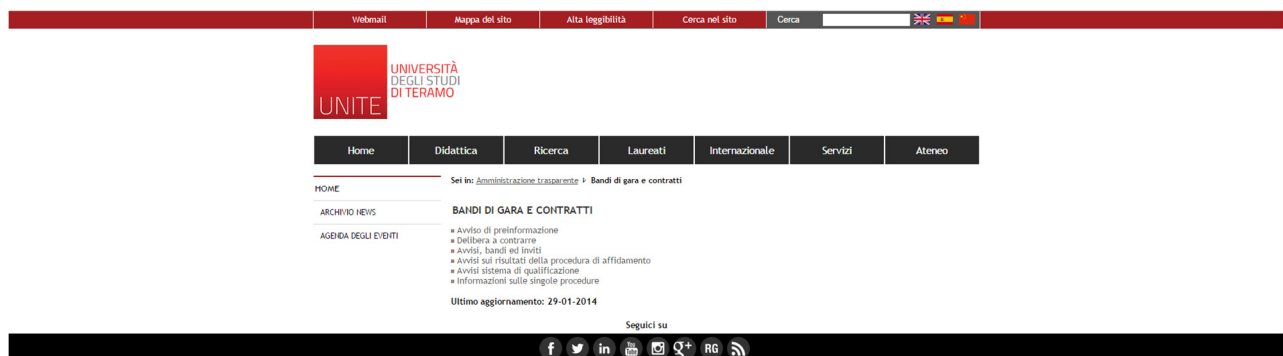 Webmail Mappa del sito Alta leggibilità Cerca nel sito Cerca
UNITE
UNIVERSITÀ
DEGLI STUDI
DI TERAMO
Home Didattica Ricerca Laureati Internazionale Servizi Ateneo
HOME
ARCHIVIO NEWS
AGENDA DEGLI EVENTI
Sei in: Amministrazione trasparente Bandi di gara e contratti
BANDI DI GARA E CONTRATTI
Avviso di preinformazione
Delibera a contrarre
Avvisi, bandi ed inviti
Avvisi sui risultati della procedura di affidamento
Avvisi sistema di qualificazione
Informazioni sulle singole procedure
Ultimo aggiornamento: 29-01-2014
Seguici su
f in You Tube g+ RG